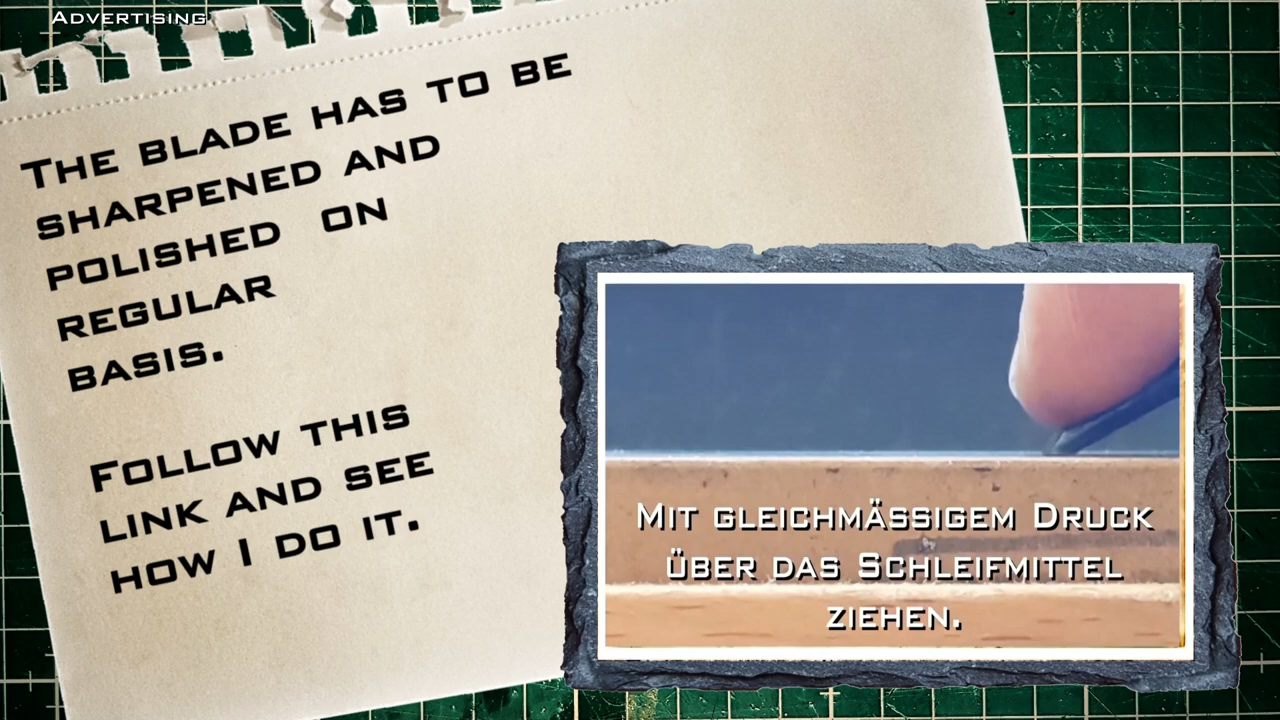 Advertising
The blade has to be
sharpened and
polished on
regular
basis.
Follow this
link and see
how I do it.
Mit gleichmässigem Druck
über das Schleifmittel
ziehen.